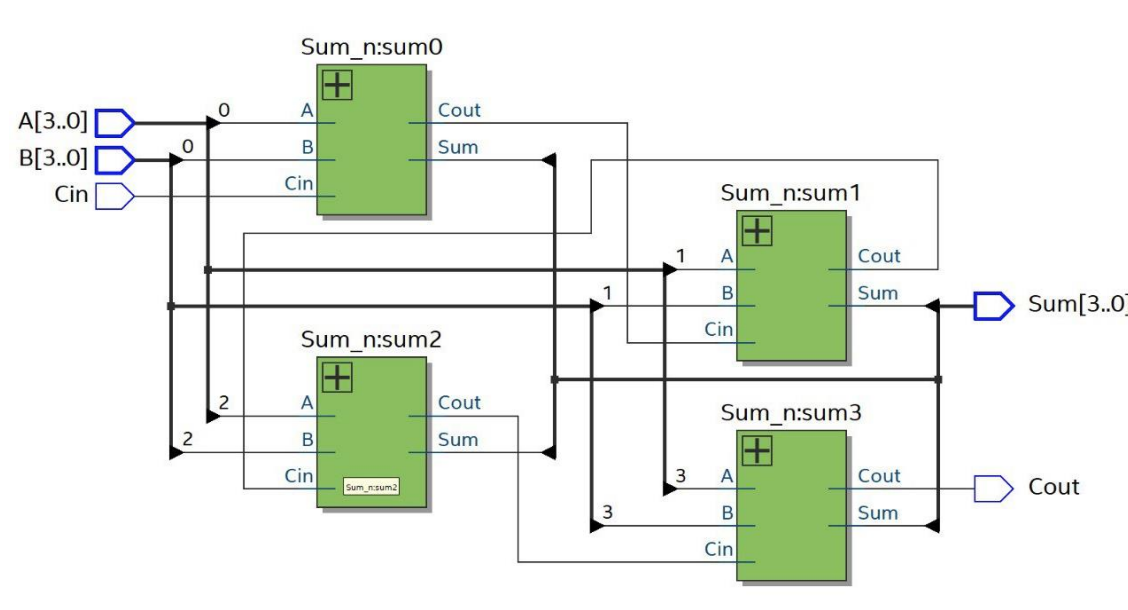 Sum_n:sum0
A[3..0]
0
A
Cout
B[3..0]
0
B
Sum
Cin
Cin
Sum_n:sum1
1
A
Cout
1
B
Sum
Sum[3..0]
Cin
Sum_n:sum2
2
A
Cout
2
B
Sum
Cin
Sum_n:sum2
Sum_n:sum3
3
A
Cout
Cout
3
B
Sum
Cin